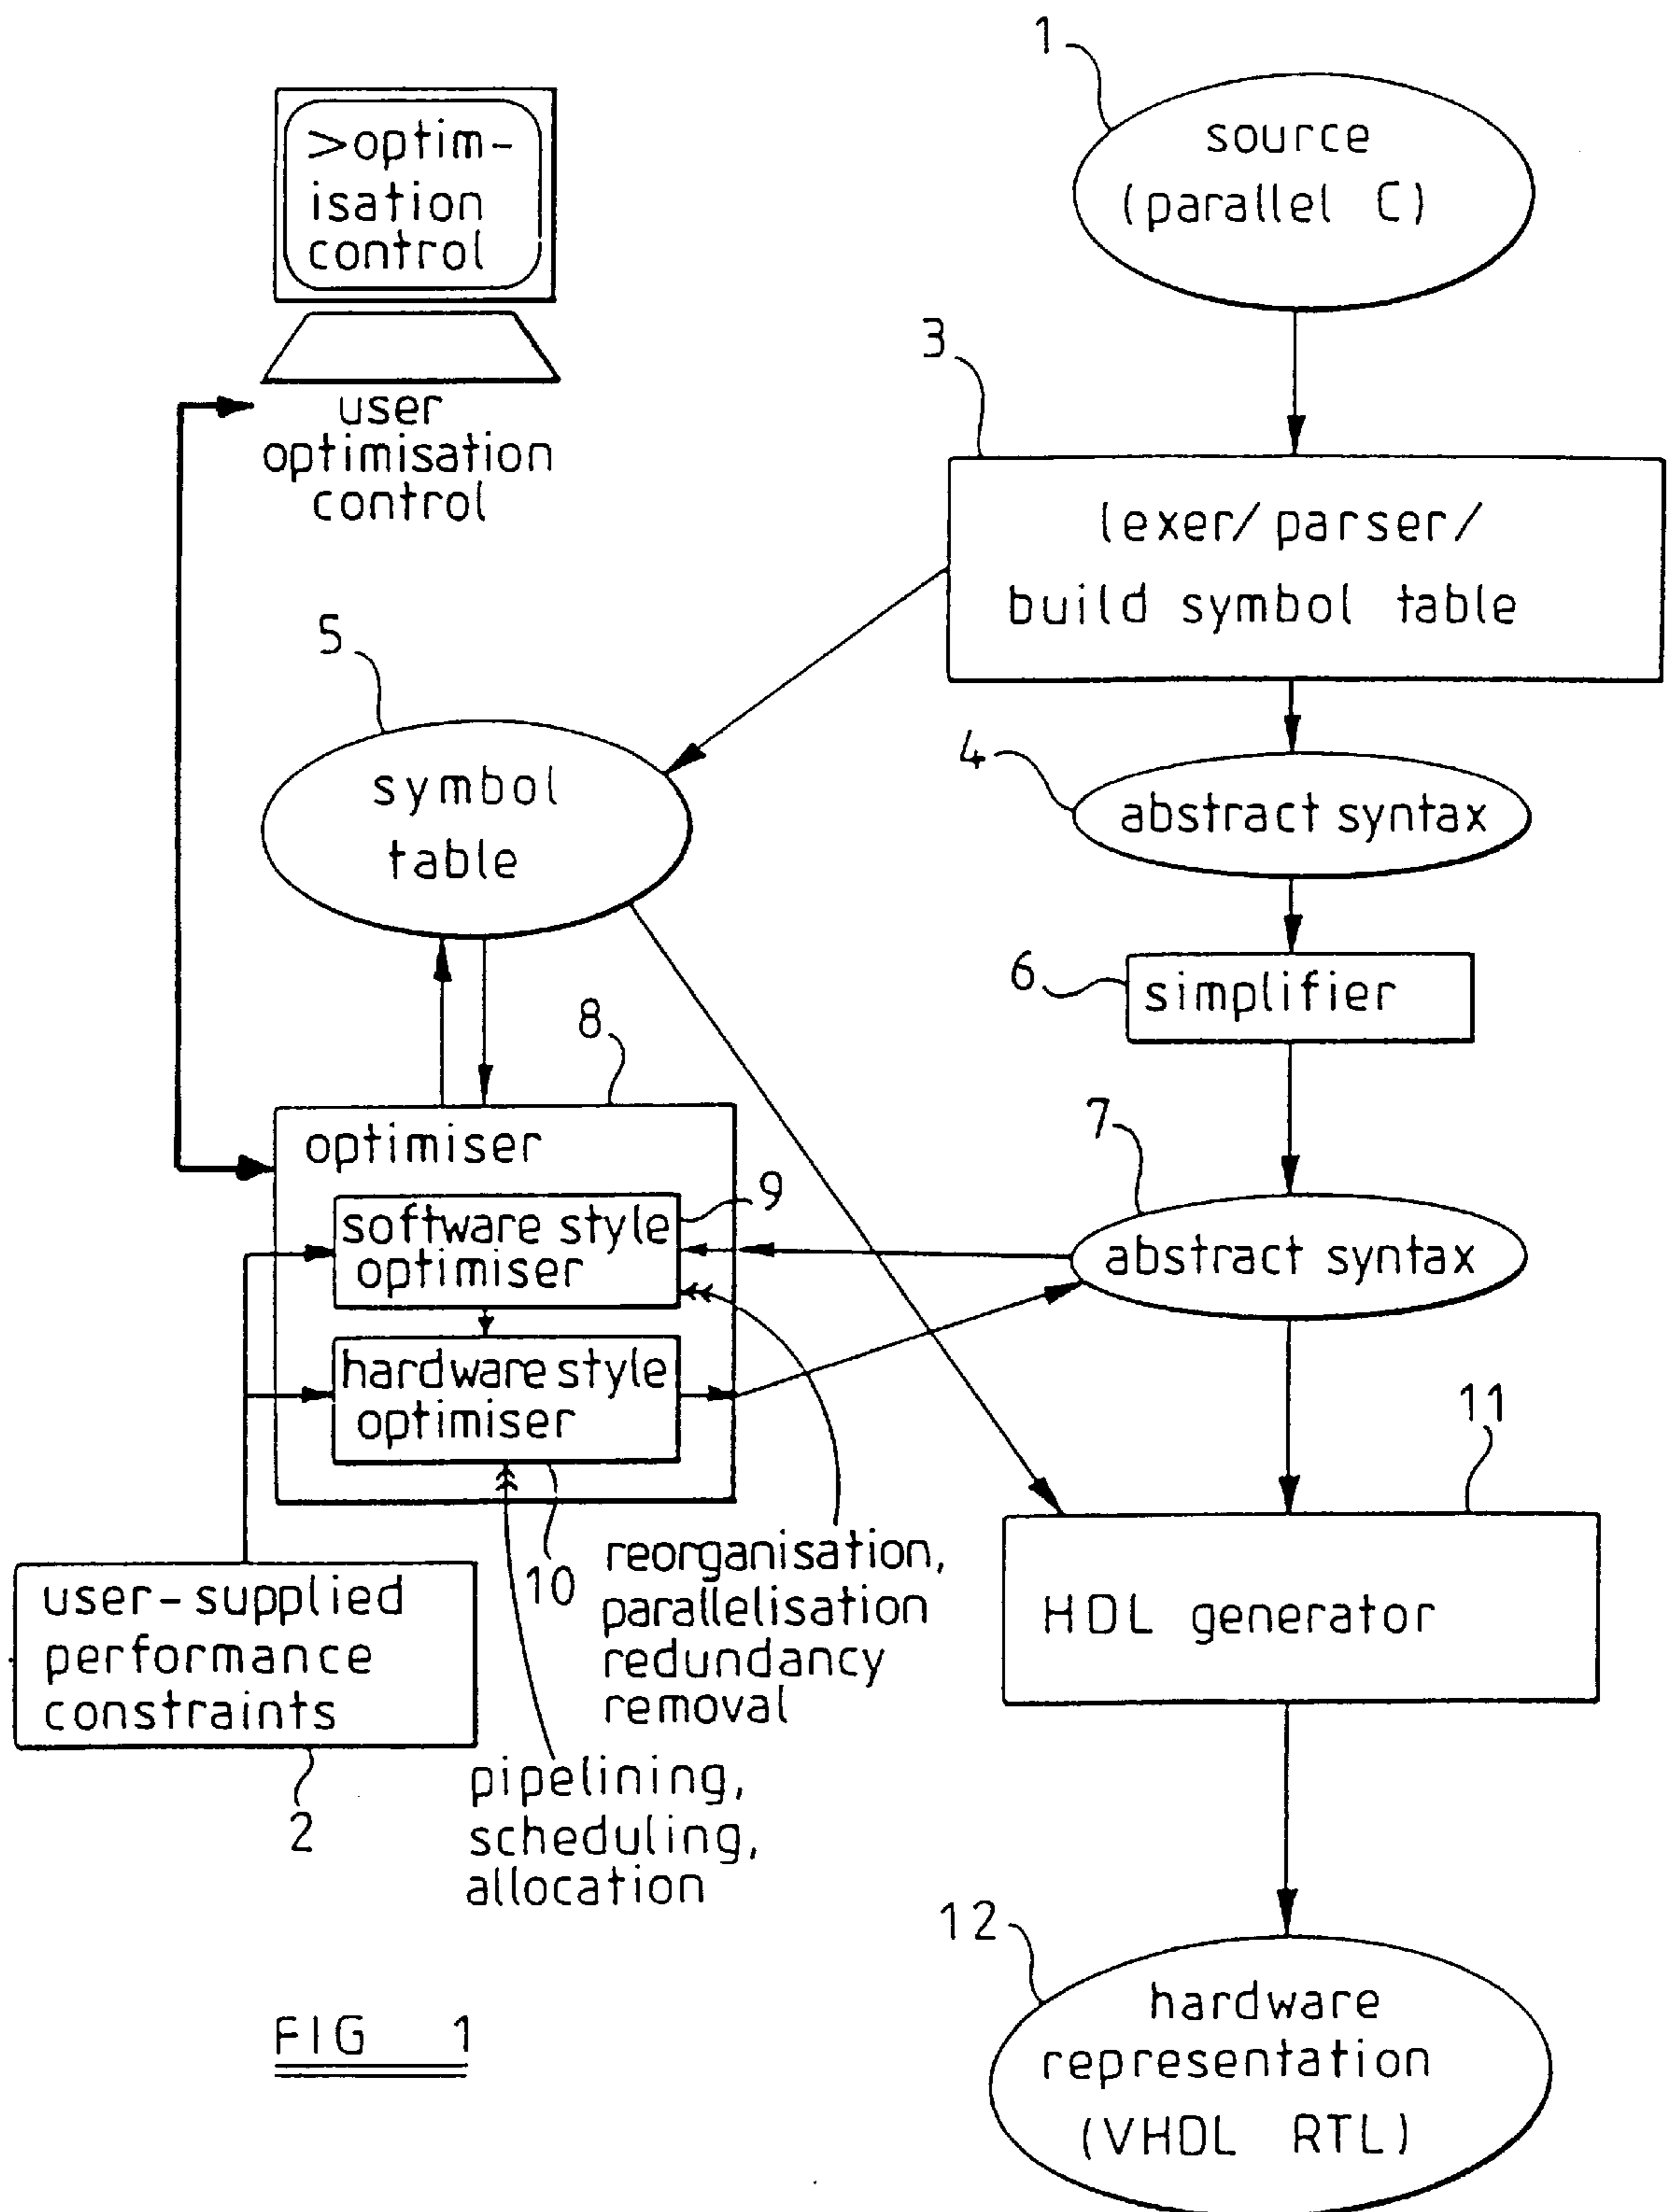 1
source
(parallel C)
>optim-
isation
control
user
optimisation
control
3
lexer/parser/
build symbol table
5
symbol
table
4
abstract syntax
6
simplifier
8
optimiser
7
abstract syntax
9
software style
optimiser
hardware style
optimiser
10
11
HDL generator
reorganisation,
parallelisation
redundancy
removal
user-supplied
performance
constraints
2
pipelining,
scheduling,
allocation
12
hardware
representation
(VHDL RTL)
FIG 1